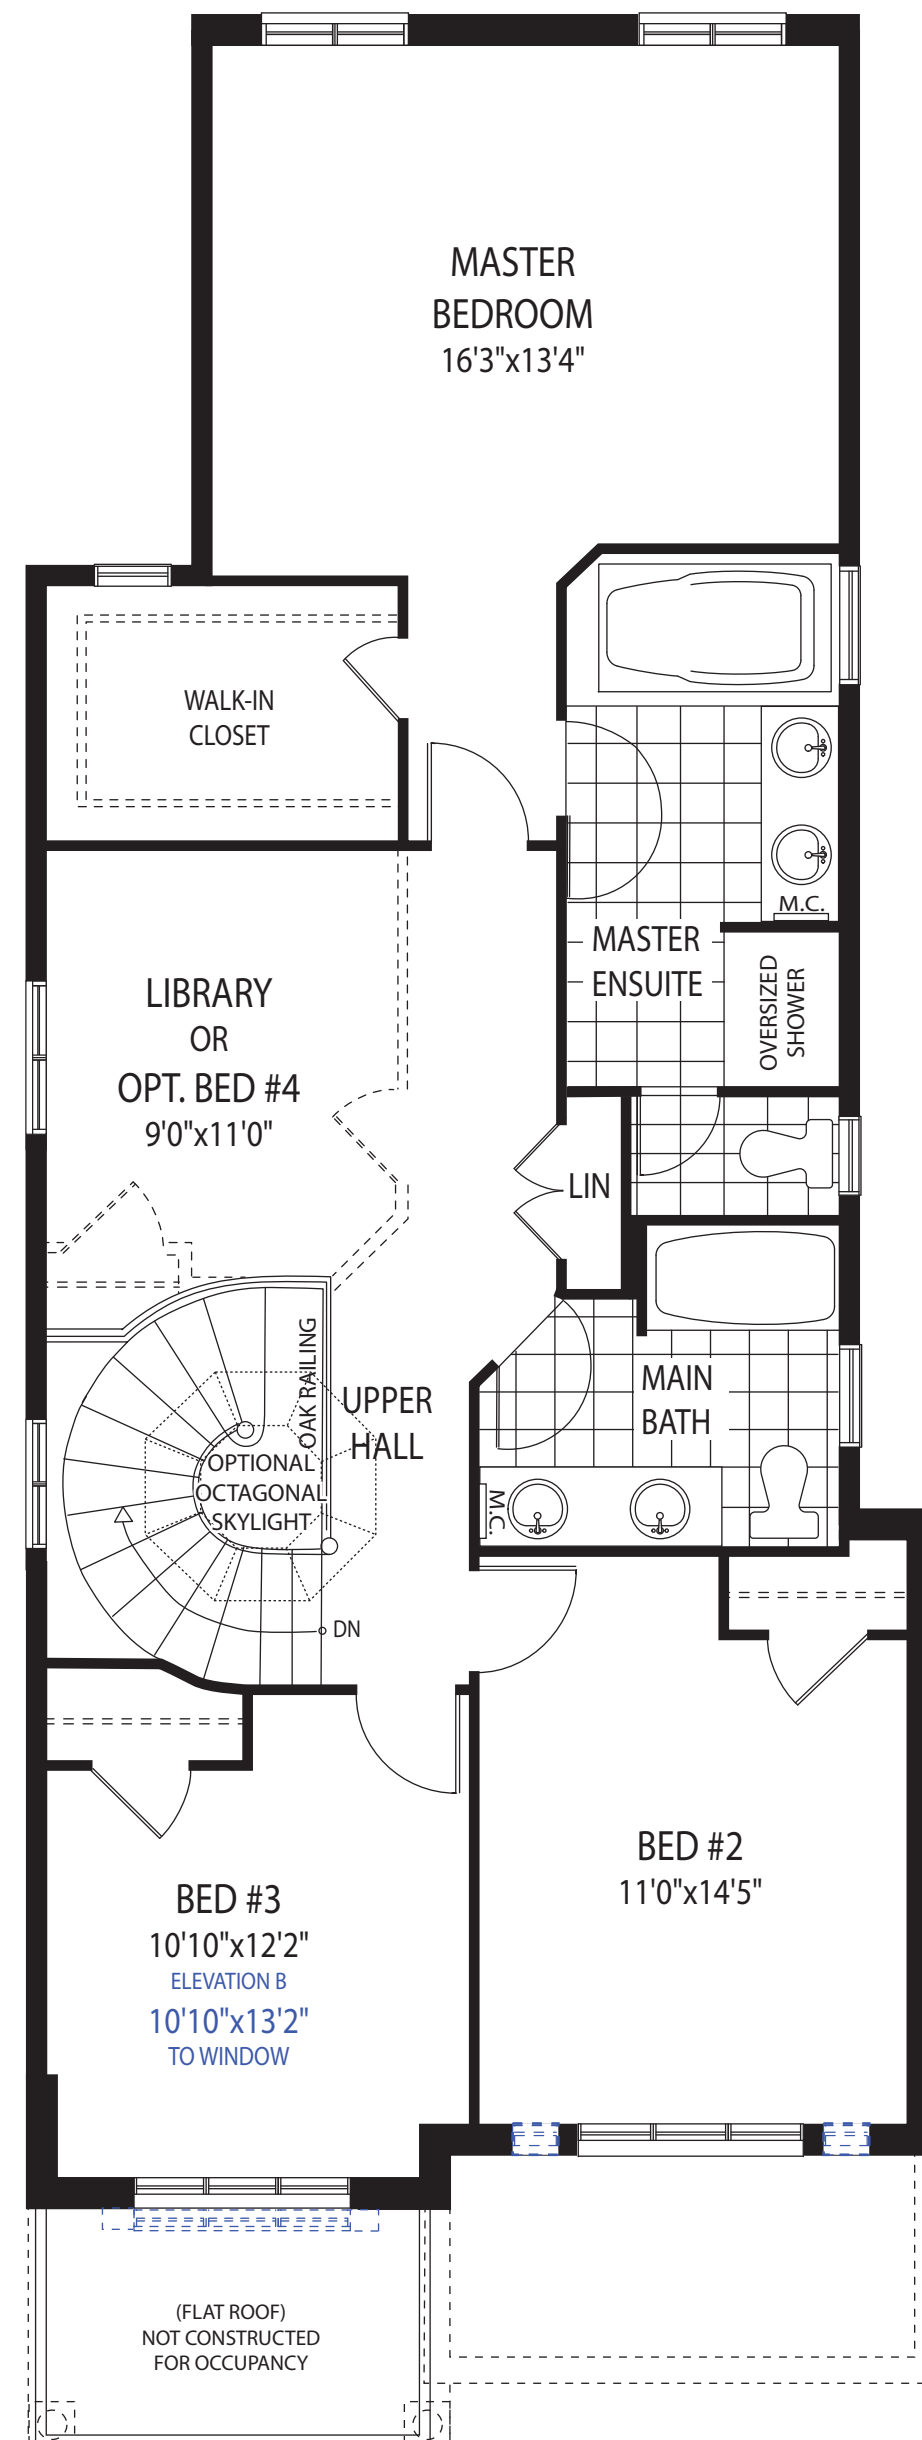 MASTER
BEDROOM
16'3"x13'4"
WALK-IN
CLOSET
M.C.
MASTER
ENSUITE
OVERSIZED
SHOWER
LIBRARY
OR
OPT. BED #4
9'0"x11'0"
LIN
OAK RAILING
UPPER
HALL
MAIN
BATH
OPTIONAL
OCTAGONAL
SKYLIGHT
M.C.
DN
BED #2
11'0"x14'5"
BED #3
10'10"x12'2"
ELEVATION B
10'10"x13'2"
TO WINDOW
(FLAT ROOF)
NOT CONSTRUCTED
FOR OCCUPANCY